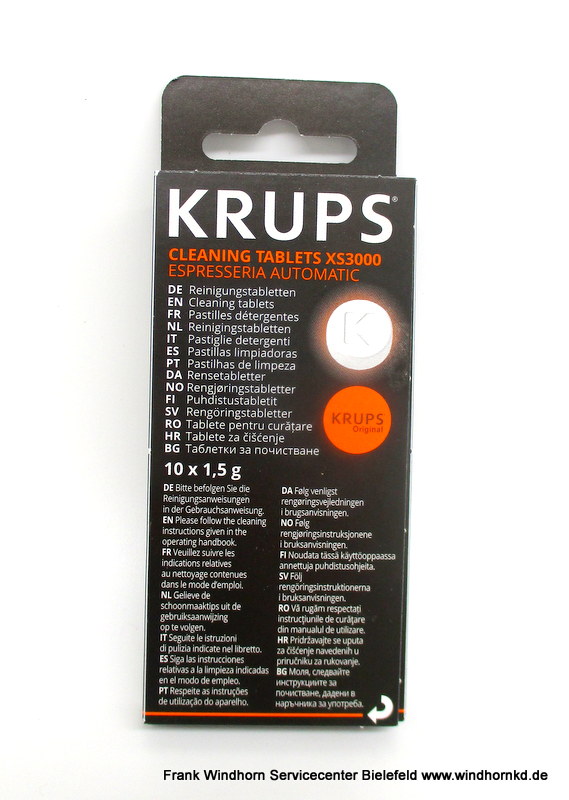 KRUPS®
CLEANING TABLETS XS3000
ESPRESSERIA AUTOMATIC
DE Reinigungstabletten
EN Cleaning tablets
FR Pastilles détergentes
NL Reinigingstabletten
IT Pastiglie detergenti
ES Pastillas limpiadoras
PT Pastilhas de limpeza
DA Rensetabletter
NO Rengjøringstabletter
FI Puhdistustabletit
SV Rengöringstabletter
RO Tablete pentru curățare
HR Tablete za čišćenje
BG Таблетки за почистване
K
KRUPS
Original
10 x 1,5 g
DE Bitte befolgen Sie die
Reinigungsanweisungen
in der Gebrauchsanweisung.
EN Please follow the cleaning
instructions given in the
operating handbook.
FR Veuillez suivre les
indications relatives
au nettoyage contenues
dans le mode d'emploi.
NL Gelieve de
schoonmaaktips uit de
gebruiksaanwijzing
op te volgen.
IT Seguite le istruzioni
di pulizia indicate nel libretto.
ES Siga las instrucciones
relativas a la limpieza indicadas
en el modo de empleo.
PT Respeite as instruções
de utilização do aparelho.
DA Følg venligst
rengøringsvejledningen
i brugsanvisningen.
NO Følg
rengjøringsinstruksjonene
i bruksanvisningen.
FI Noudata tässä käyttöoppaassa
annettuja puhdistusohjeita.
SV Följ
rengöringsinstruktionerna
i bruksanvisningen.
RO Vă rugăm respectați
instrucțiunile de curățare
din manualul de utilizare.
HR Pridržavajte se uputa
za čišćenje navedenih u
priručniku za rukovanje.
BG Моля, следвайте
инструкциите за
почистване, дадени в
наръчника за употреба.
Frank Windhorn Servicecenter Bielefeld www.windhornkd.de